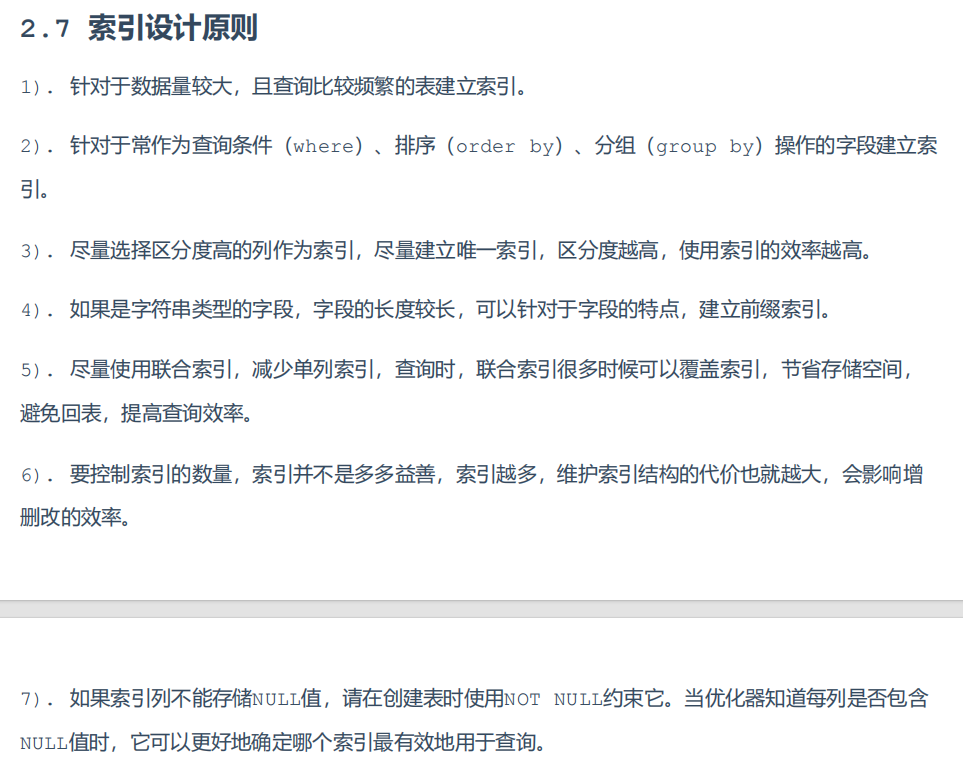 2.7 索引设计原则
1). 针对于数据量较大，且查询比较频繁的表建立索引。
2). 针对于常作为查询条件（where）、排序（order by）、分组（group by）操作的字段建立索
引。
3). 尽量选择区分度高的列作为索引，尽量建立唯一索引，区分度越高，使用索引的效率越高。
4). 如果是字符串类型的字段，字段的长度较长，可以针对于字段的特点，建立前缀索引。
5). 尽量使用联合索引，减少单列索引，查询时，联合索引很多时候可以覆盖索引，节省存储空间，
避免回表，提高查询效率。
6). 要控制索引的数量，索引并不是多多益善，索引越多，维护索引结构的代价也就越大，会影响增
删改的效率。
7). 如果索引列不能存储NULL值，请在创建表时使用NOT NULL约束它。当优化器知道每列是否包含
NULL值时，它可以更好地确定哪个索引最有效地用于查询。